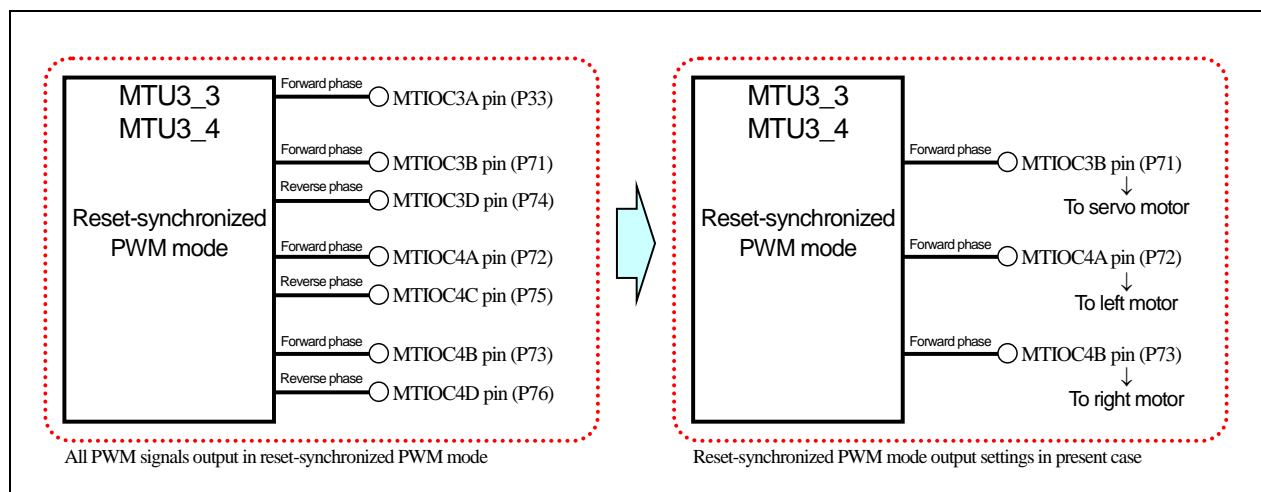 MTU3_3
MTU3_4
Reset-synchronized
PWM mode
Forward phase
MTIOC3A pin (P33)
Forward phase
MTIOC3B pin (P71)
Reverse phase
MTIOC3D pin (P74)
Forward phase
MTIOC4A pin (P72)
Reverse phase
MTIOC4C pin (P75)
Forward phase
MTIOC4B pin (P73)
Reverse phase
MTIOC4D pin (P76)
All PWM signals output in reset-synchronized PWM mode
MTU3_3
MTU3_4
Reset-synchronized
PWM mode
Forward phase
MTIOC3B pin (P71)
↓
To servo motor
Forward phase
MTIOC4A pin (P72)
↓
To left motor
Forward phase
MTIOC4B pin (P73)
↓
To right motor
Reset-synchronized PWM mode output settings in present case